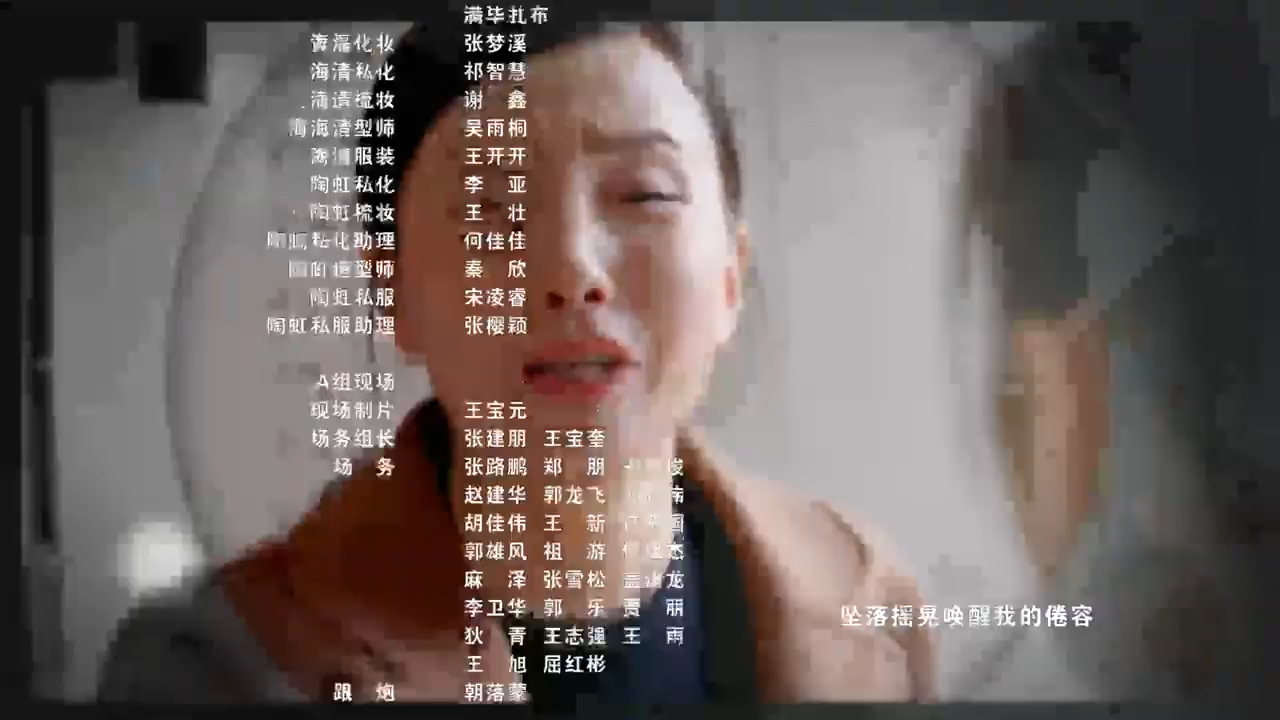 满毕扎布
海清化妆 张梦溪
海清私化 祁智慧
海清梳妆 谢 鑫
海清造型师 吴雨桐
陶虹服装 王开开
陶虹私化 李 亚
陶虹梳妆 王 壮
陶虹私化助理 何佳佳
造型师 秦 欣
陶虹私服 宋凌睿
陶虹私服助理 张樱颖
A组现场
现场制片 王宝元
场务组长 张建朋 王宝奎
场 务 张路鹏 郑 朋
赵建华 郭龙飞
胡佳伟 王 新
郭雄风 祖 游
麻 泽 张雪松
李卫华 郭 乐 贾 丽
狄 青 王志强 王 雨
王 旭 屈红彬
跟 炮 朝落蒙
坠落摇晃唤醒我的倦容